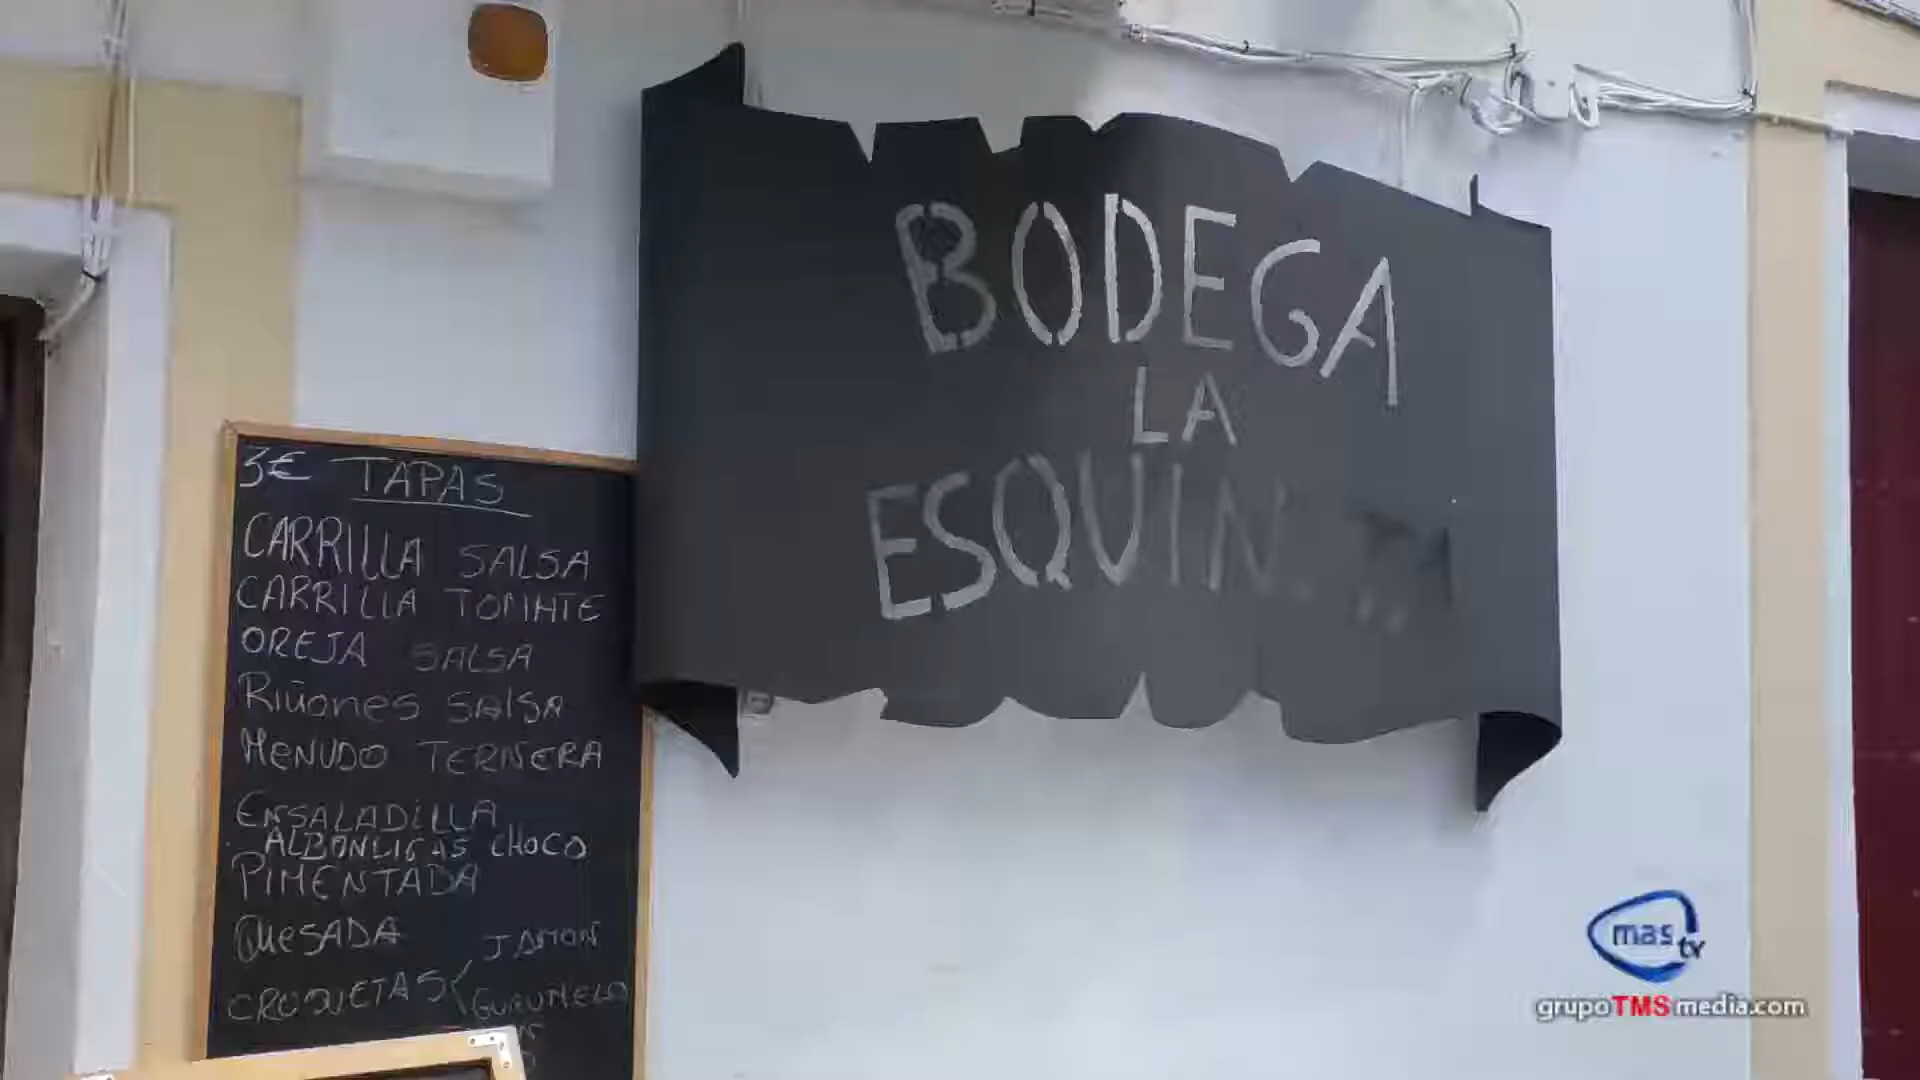 3€ TAPAS
CARRILLA SALSA
CARRILLA TOMATE
OREJA SALSA
Riñones SALSA
MENUDO TERNERA
ENSALADILLA
ALBONDIGAS CHOCO
PIMENTADA
QUESADA
CROQUETAS < JAMON
GURUMELO
BODEGA
LA
ESQUIN
mas tv
grupoTMSmedia.com